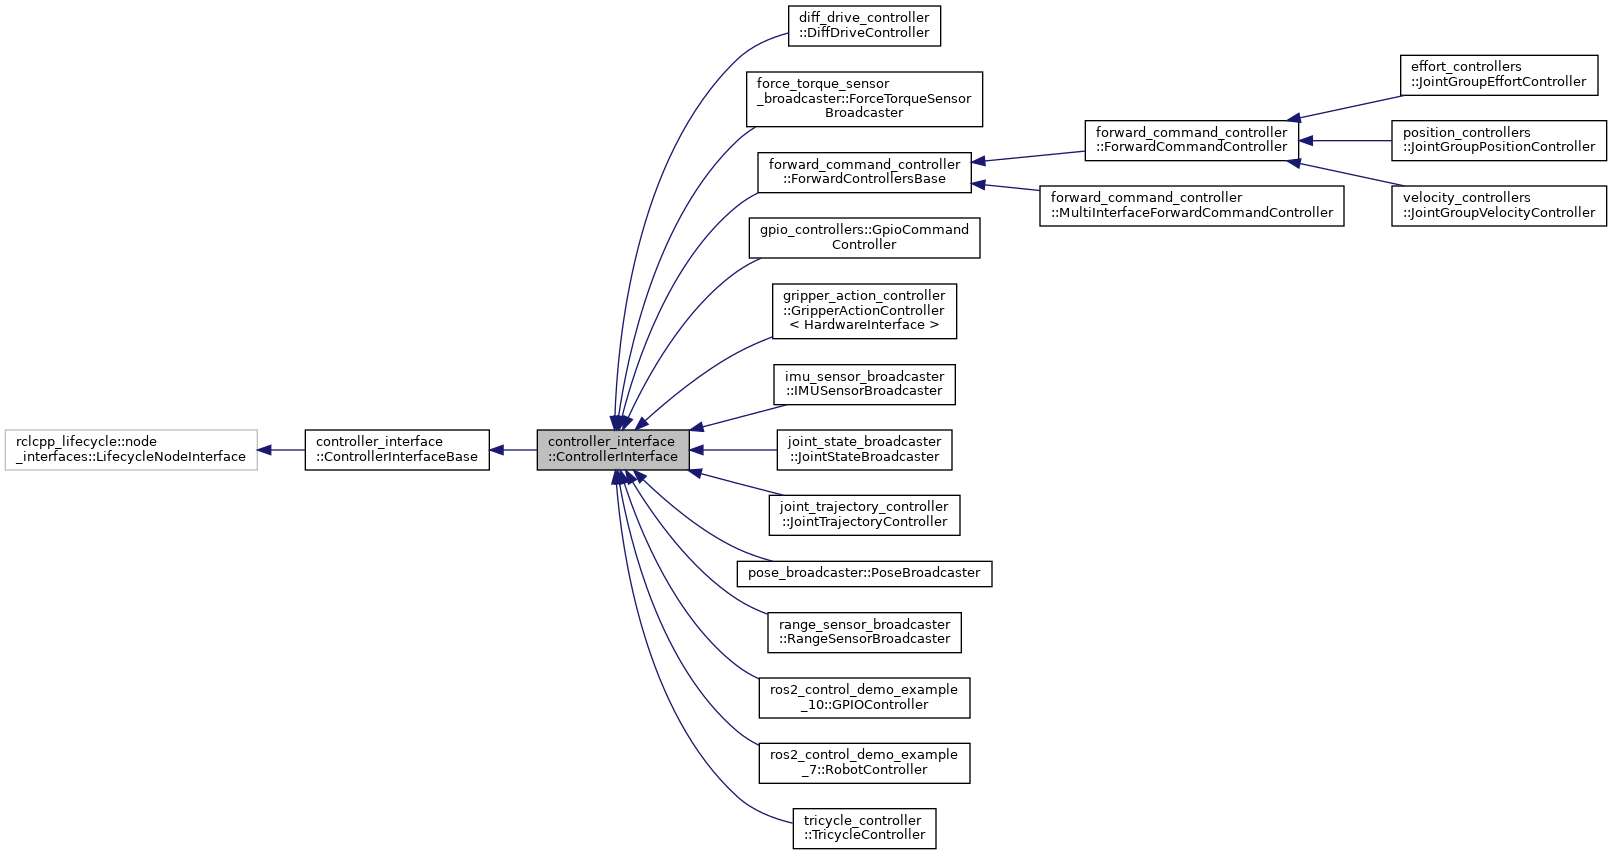 diff_drive_controller
::DiffDriveController
force_torque_sensor
_broadcaster::ForceTorqueSensor
Broadcaster
effort_controllers
::JointGroupEffortController
forward_command_controller
::ForwardCommandController
position_controllers
::JointGroupPositionController
forward_command_controller
::ForwardControllersBase
forward_command_controller
::MultiInterfaceForwardCommandController
velocity_controllers
::JointGroupVelocityController
gpio_controllers::GpioCommand
Controller
gripper_action_controller
::GripperActionController
< HardwareInterface >
imu_sensor_broadcaster
::IMUSensorBroadcaster
rclcpp_lifecycle::node
_interfaces::LifecycleNodeInterface
controller_interface
::ControllerInterfaceBase
controller_interface
::ControllerInterface
joint_state_broadcaster
::JointStateBroadcaster
joint_trajectory_controller
::JointTrajectoryController
pose_broadcaster::PoseBroadcaster
range_sensor_broadcaster
::RangeSensorBroadcaster
ros2_control_demo_example
_10::GPIOController
ros2_control_demo_example
_7::RobotController
tricycle_controller
::TricycleController